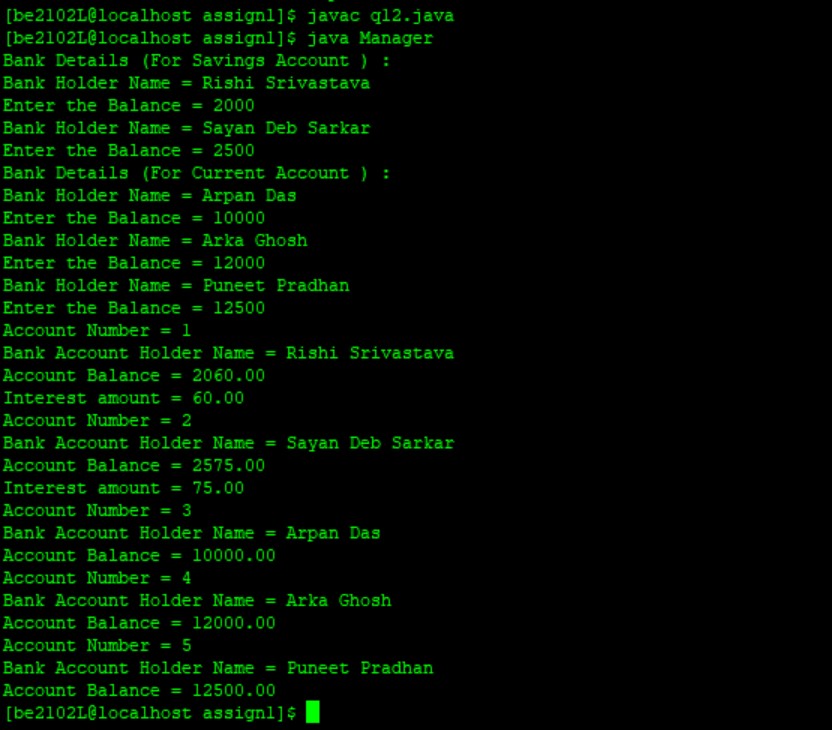 [be2102L@localhost assign1]$ javac q12.java
[be2102L@localhost assign1]$ java Manager
Bank Details (For Savings Account ) :
Bank Holder Name = Rishi Srivastava
Enter the Balance = 2000
Bank Holder Name = Sayan Deb Sarkar
Enter the Balance = 2500
Bank Details (For Current Account ) :
Bank Holder Name = Arpan Das
Enter the Balance = 10000
Bank Holder Name = Arka Ghosh
Enter the Balance = 12000
Bank Holder Name = Puneet Pradhan
Enter the Balance = 12500
Account Number = 1
Bank Account Holder Name = Rishi Srivastava
Account Balance = 2060.00
Interest amount = 60.00
Account Number = 2
Bank Account Holder Name = Sayan Deb Sarkar
Account Balance = 2575.00
Interest amount = 75.00
Account Number = 3
Bank Account Holder Name = Arpan Das
Account Balance = 10000.00
Account Number = 4
Bank Account Holder Name = Arka Ghosh
Account Balance = 12000.00
Account Number = 5
Bank Account Holder Name = Puneet Pradhan
Account Balance = 12500.00
[be2102L@localhost assign1]$